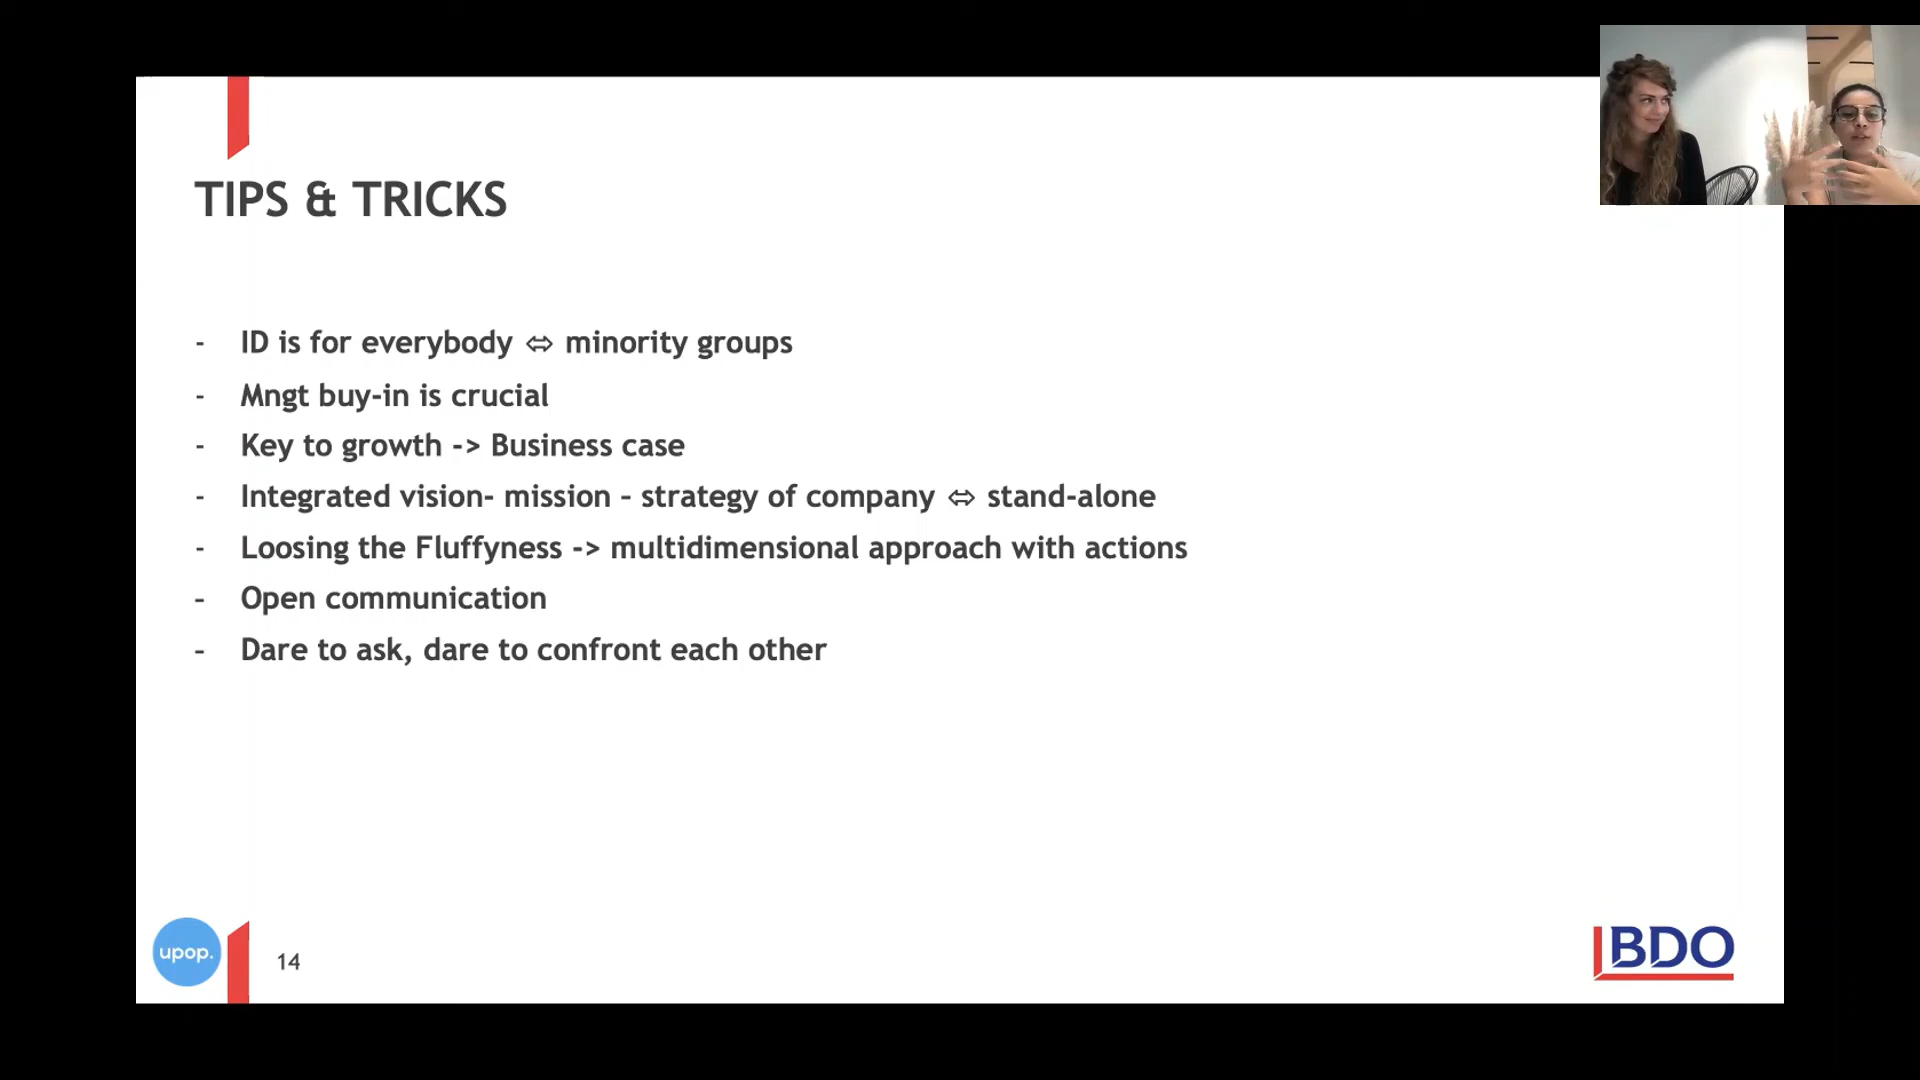 TIPS & TRICKS
- ID is for everybody ⇔ minority groups
- Mngt buy-in is crucial
- Key to growth -> Business case
- Integrated vision- mission – strategy of company ⇔ stand-alone
- Loosing the Fluffyness -> multidimensional approach with actions
- Open communication
- Dare to ask, dare to confront each other
upop.
14
BDO